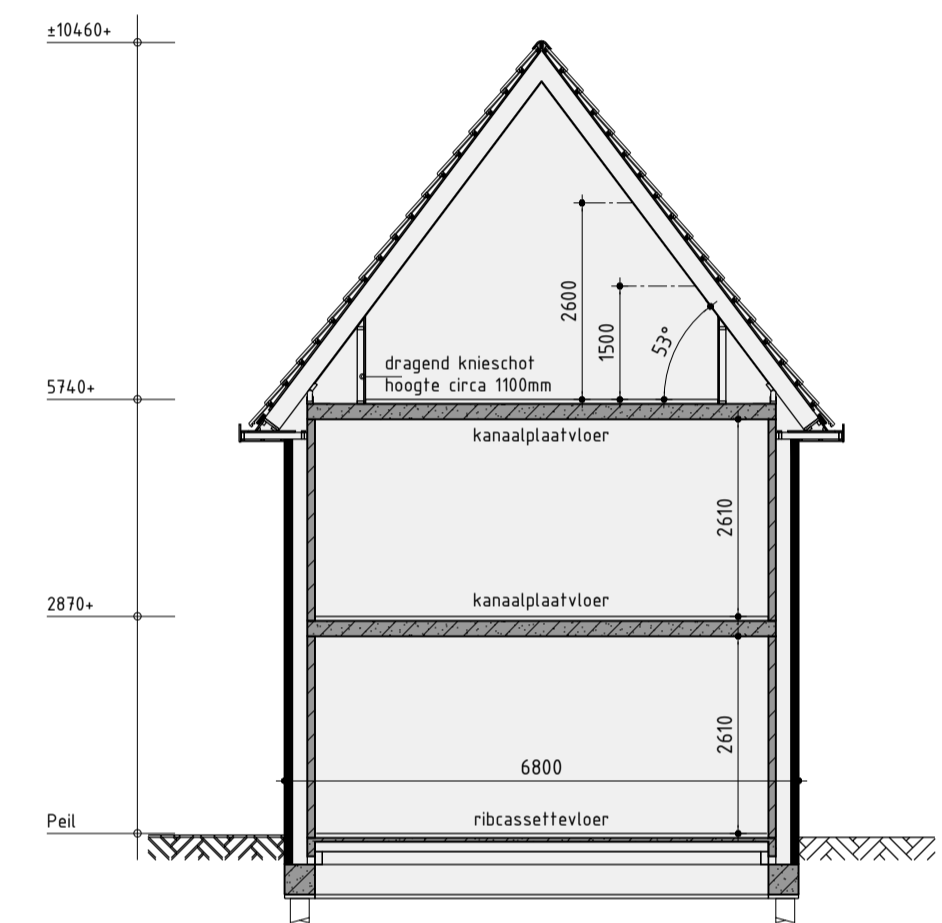 ±10460+
2600
1500
53°
dragend knieschot
hoogte circa 1100mm
5740+
kanaalplaatvloer
2610
2870+
kanaalplaatvloer
2610
6800
Peil
ribcassettevloer